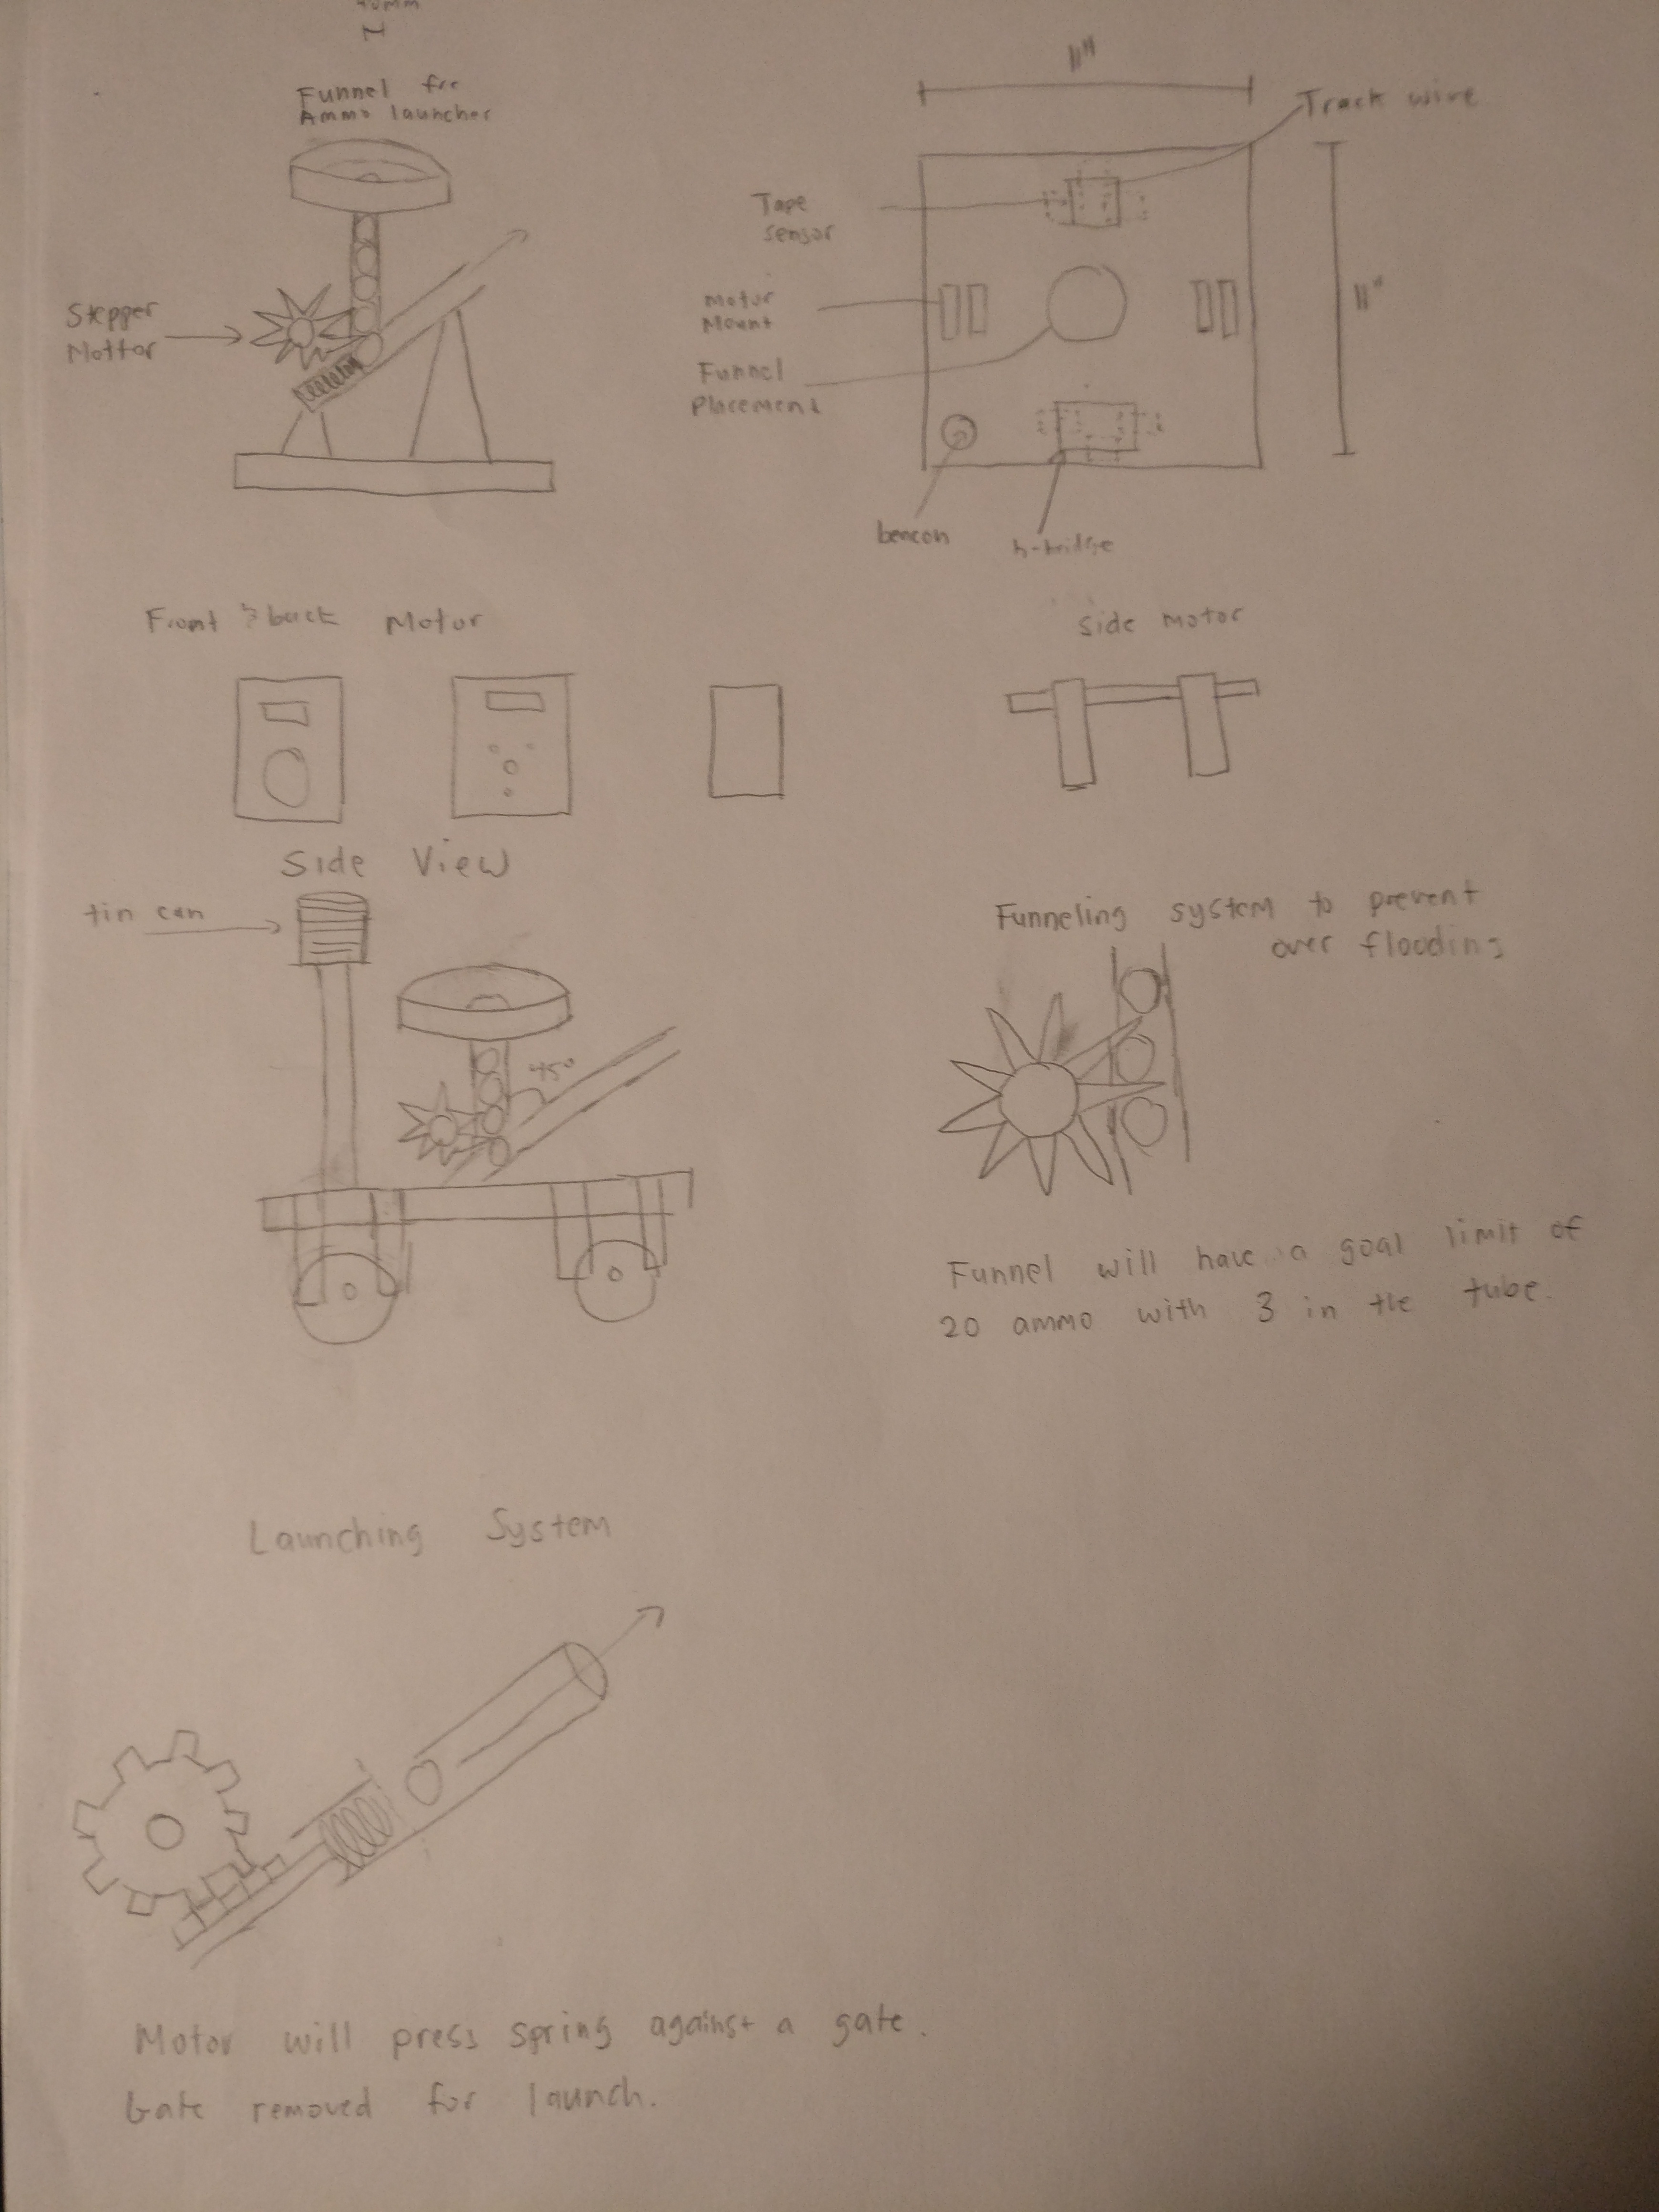 40mm
Funnel for
Ammo launcher
Stepper
Mottor
11"
Track wire
Tape
sensor
Motor
Mount
Funnel
Placement
11"
beacon
h-bridge
Front & back Motor
Side motor
Side View
tin can
45°
Funneling system to prevent
over flooding
Funnel will have a goal limit of
20 ammo with 3 in the tube.
Launching System
Motor will press spring against a gate.
Gate removed for launch.